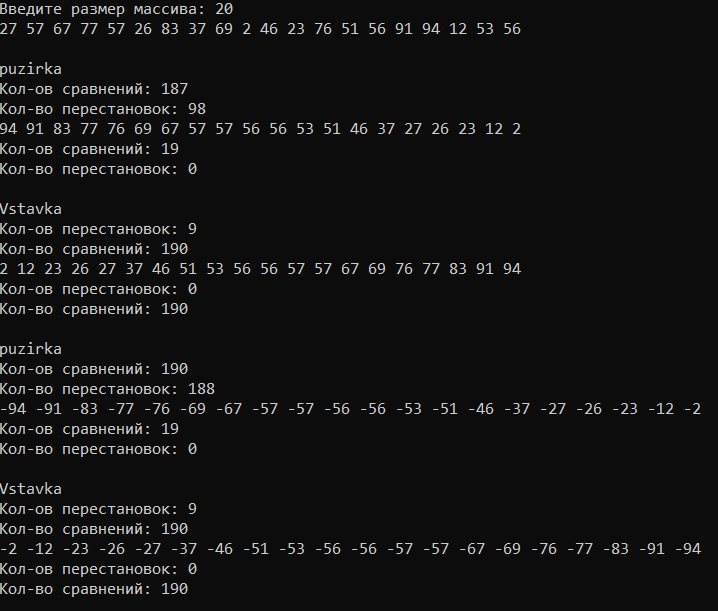 Введите размер массива: 20
27 57 67 77 57 26 83 37 69 2 46 23 76 51 56 91 94 12 53 56
puzirka
Кол-ов сравнений: 187
Кол-во перестановок: 98
94 91 83 77 76 69 67 57 57 56 56 53 51 46 37 27 26 23 12 2
Кол-ов сравнений: 19
Кол-во перестановок: 0
Vstavka
Кол-ов перестановок: 9
Кол-во сравнений: 190
2 12 23 26 27 37 46 51 53 56 56 57 57 67 69 76 77 83 91 94
Кол-ов перестановок: 0
Кол-во сравнений: 190
puzirka
Кол-ов сравнений: 190
Кол-во перестановок: 188
-94 -91 -83 -77 -76 -69 -67 -57 -57 -56 -56 -53 -51 -46 -37 -27 -26 -23 -12 -2
Кол-ов сравнений: 19
Кол-во перестановок: 0
Vstavka
Кол-ов перестановок: 9
Кол-во сравнений: 190
-2 -12 -23 -26 -27 -37 -46 -51 -53 -56 -56 -57 -57 -67 -69 -76 -77 -83 -91 -94
Кол-ов перестановок: 0
Кол-во сравнений: 190